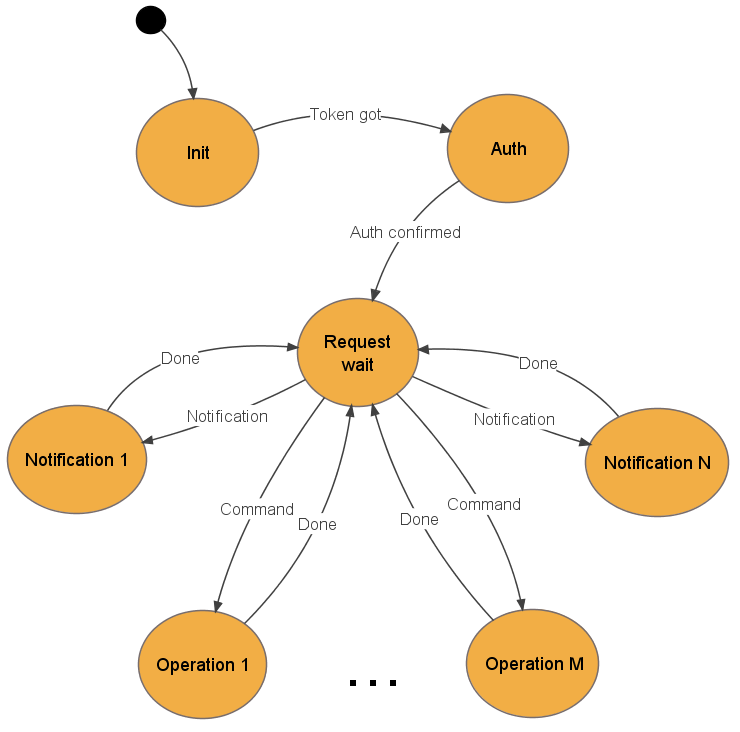 Init
Token got
Auth
Auth confirmed
Request
wait
Done
Done
Notification
Notification
Notification 1
Notification N
Command
Command
Done
Done
Operation 1
Operation M
...